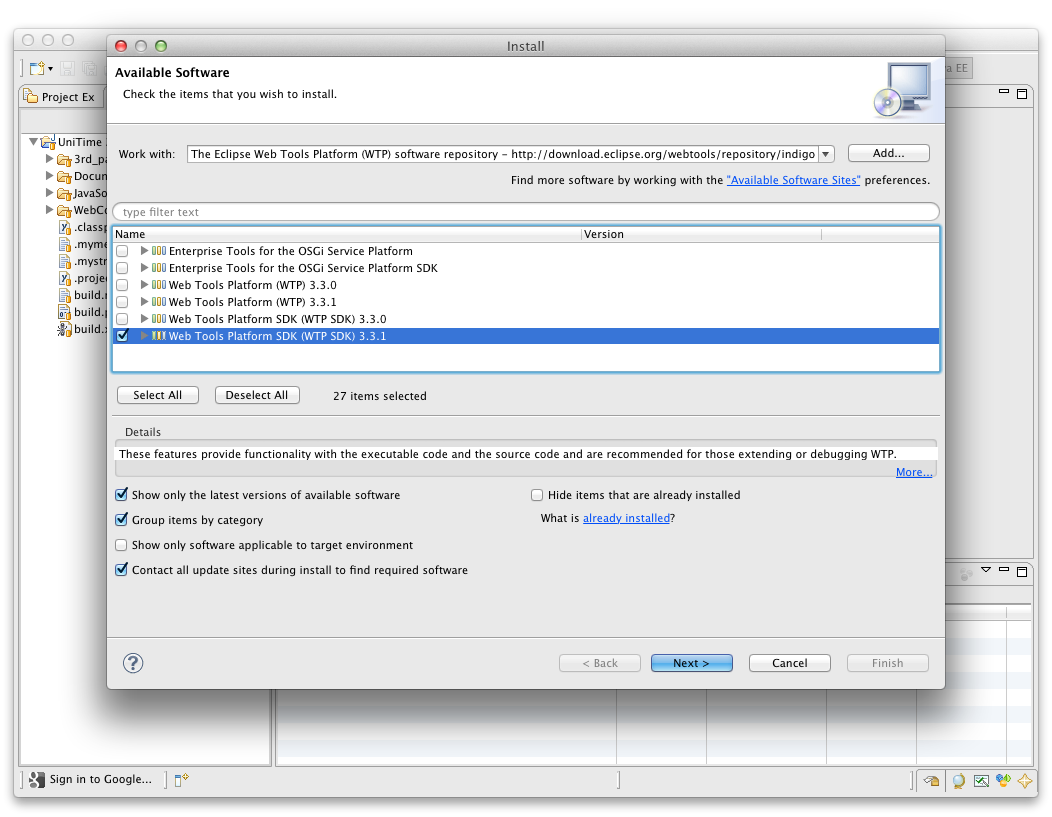 Install
Available Software
Check the items that you wish to install.
Project Ex
UniTime
Work with: The Eclipse Web Tools Platform (WTP) software repository – http://download.eclipse.org/webtools/repository/indigo Add...
Find more software by working with the "Available Software Sites" preferences.
type filter text
Name Version
Enterprise Tools for the OSGi Service Platform
Enterprise Tools for the OSGi Service Platform SDK
Web Tools Platform (WTP) 3.3.0
Web Tools Platform (WTP) 3.3.1
Web Tools Platform SDK (WTP SDK) 3.3.0
Web Tools Platform SDK (WTP SDK) 3.3.1
Select All Deselect All 27 items selected
Details
These features provide functionality with the executable code and the source code and are recommended for those extending or debugging WTP.
More...
Show only the latest versions of available software Hide items that are already installed
Group items by category What is already installed?
Show only software applicable to target environment
Contact all update sites during install to find required software
? < Back Next > Cancel Finish
3rd_pa
Docun
JavaSo
WebCo
.classp
.myme
.mystr
.projec
build.
build.
build.
a EE
Sign in to Google...